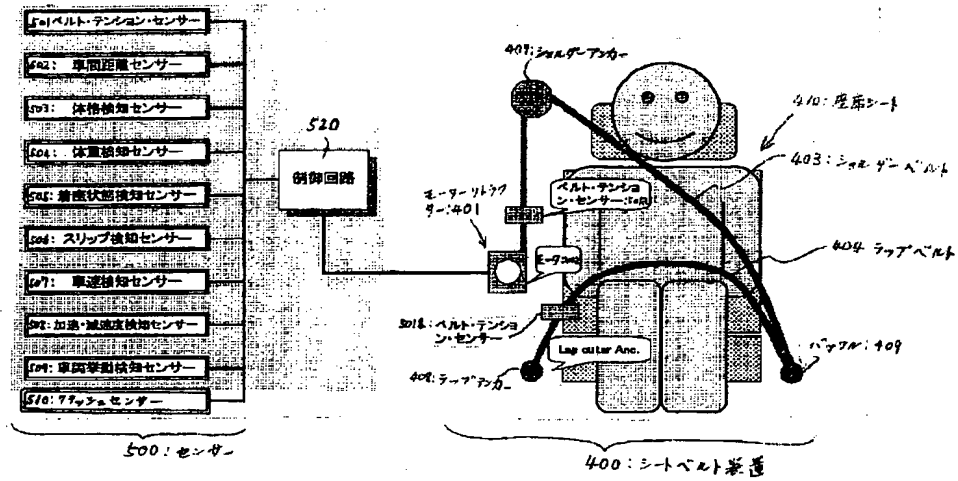 501ベルト・テンション・センサー
502: 車間距離センサー
503: 体格検知センサー
504: 体重検知センサー
505: 着座状態検知センサー
506: スリップ検知センサー
507: 車速検知センサー
508: 加速・減速度検知センサー
509: 車両挙動検知センサー
510: クラッシュセンサー
500: センサー
520
制御回路
407: ショルダーアンカー
410: 座席シート
403: ショルダーベルト
モーターリトラク
ター:401
ベルト・テンショ
ン・センサー:501A
404 ラップベルト
モータ
501B: ベルト・テンショ
ン・センサー
Lap outer Anc.
408: ラップアンカー
バックル: 409
400: シートベルト装置